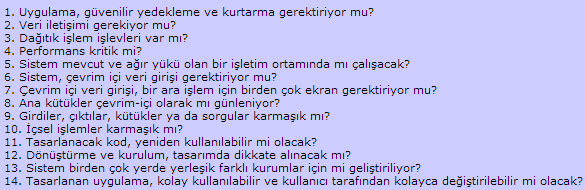 1. Uygulama, güvenilir yedekleme ve kurtarma gerektiriyor mu?
2. Veri iletişimi gerekiyor mu?
3. Dağıtık işlem işlevleri var mı?
4. Performans kritik mi?
5. Sistem mevcut ve ağır yükü olan bir işletim ortamında mı çalışacak?
6. Sistem, çevrim içi veri girişi gerektiriyor mu?
7. Çevrim içi veri girişi, bir ara işlem için birden çok ekran gerektiriyor mu?
8. Ana kütükler çevrim-içi olarak mı günleniyor?
9. Girdiler, çıktılar, kütükler ya da sorgular karmaşık mı?
10. İçsel işlemler karmaşık mı?
11. Tasarlanacak kod, yeniden kullanılabilir mi olacak?
12. Dönüştürme ve kurulum, tasarımda dikkate alınacak mı?
13. Sistem birden çok yerde yerleşik farklı kurumlar için mi geliştiriliyor?
14. Tasarlanan uygulama, kolay kullanılabilir ve kullanıcı tarafından kolayca değiştirilebilir mi olacak?